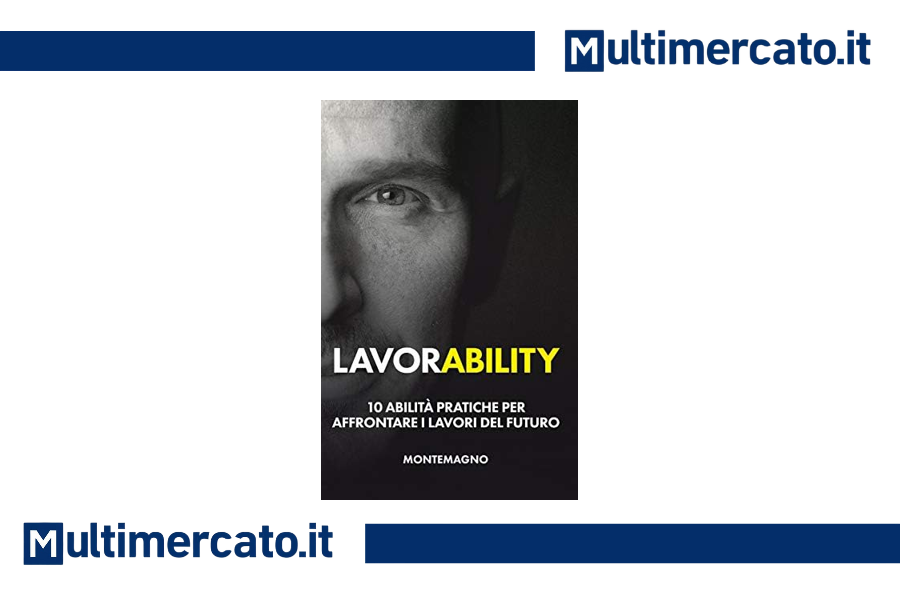 Multimercato.it
LAVORABILITY
10 ABILITÀ PRATICHE PER
AFFRONTARE I LAVORI DEL FUTURO
MONTEMAGNO
Multimercato.it